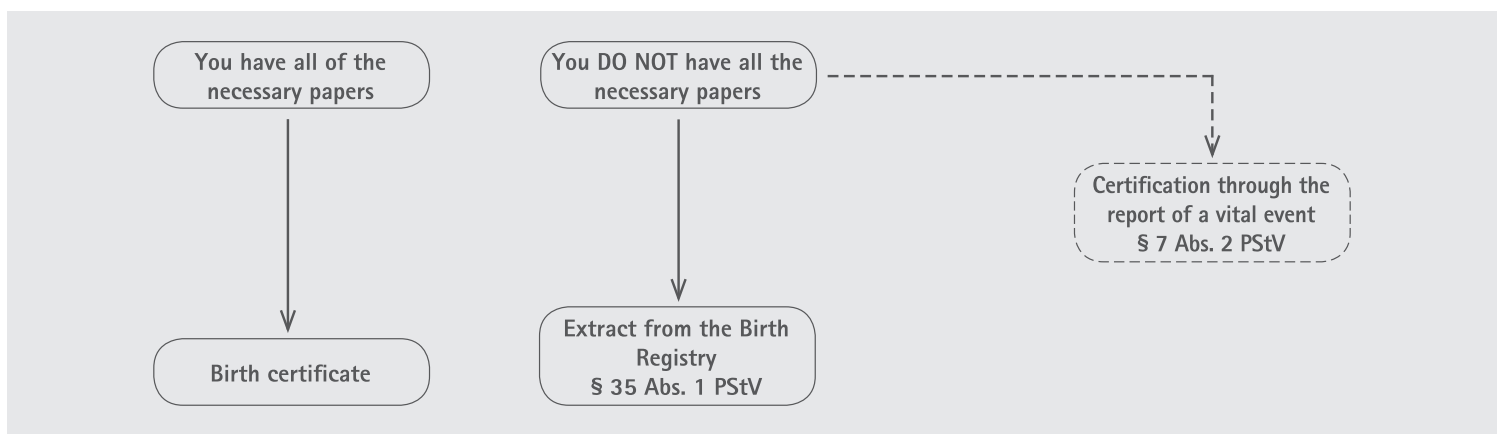 You have all of the
necessary papers
You DO NOT have all the
necessary papers
Certification through the
report of a vital event
§ 7 Abs. 2 PStV
Birth certificate
Extract from the Birth
Registry
§ 35 Abs. 1 PStV